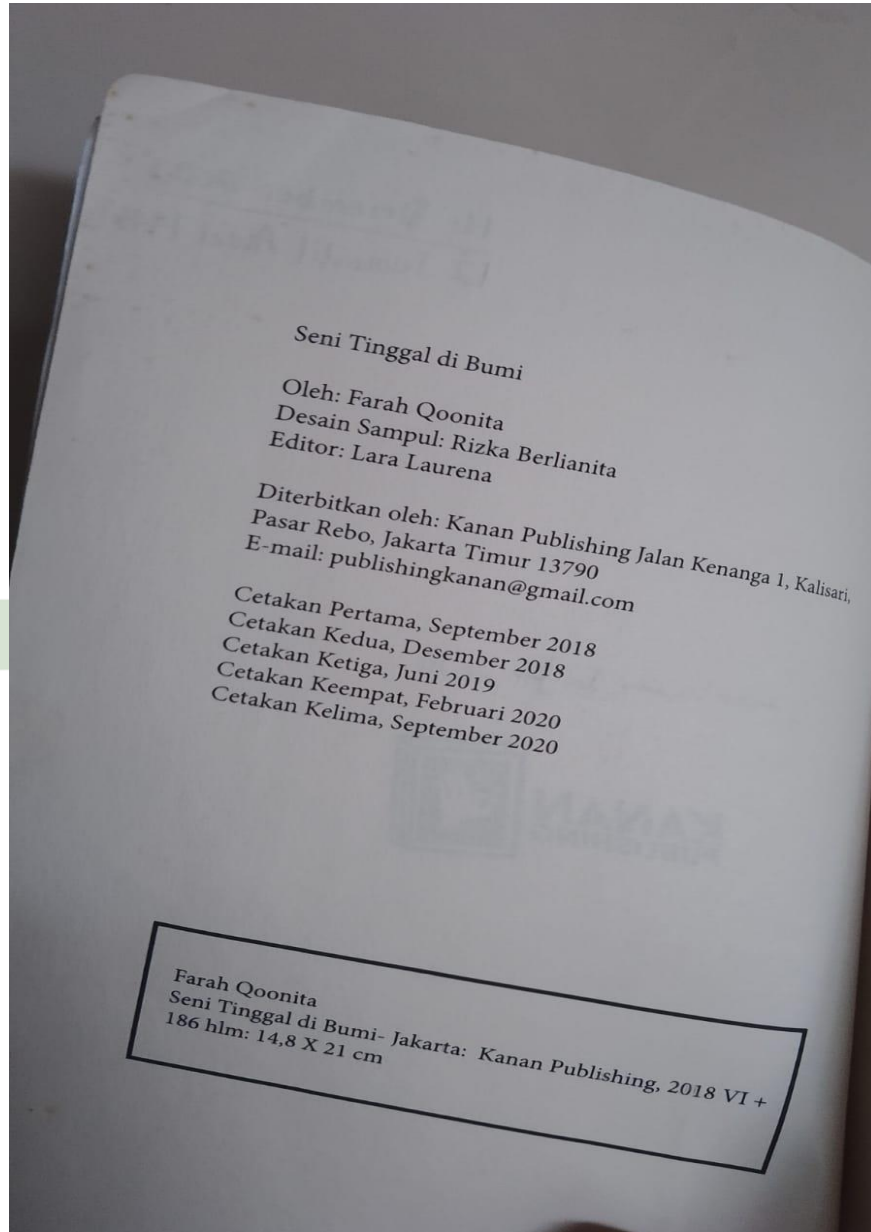 Seni Tinggal di Bumi
Oleh: Farah Qoonita
Desain Sampul: Rizka Berlianita
Editor: Lara Laurena
Diterbitkan oleh: Kanan Publishing Jalan Kenanga 1, Kalisari,
Pasar Rebo, Jakarta Timur 13790
E-mail: publishingkanan@gmail.com
Cetakan Pertama, September 2018
Cetakan Kedua, Desember 2018
Cetakan Ketiga, Juni 2019
Cetakan Keempat, Februari 2020
Cetakan Kelima, September 2020
KANAN
PUBLISHING
Farah Qoonita
Seni Tinggal di Bumi- Jakarta: Kanan Publishing, 2018 VI +
186 hlm: 14,8 X 21 cm